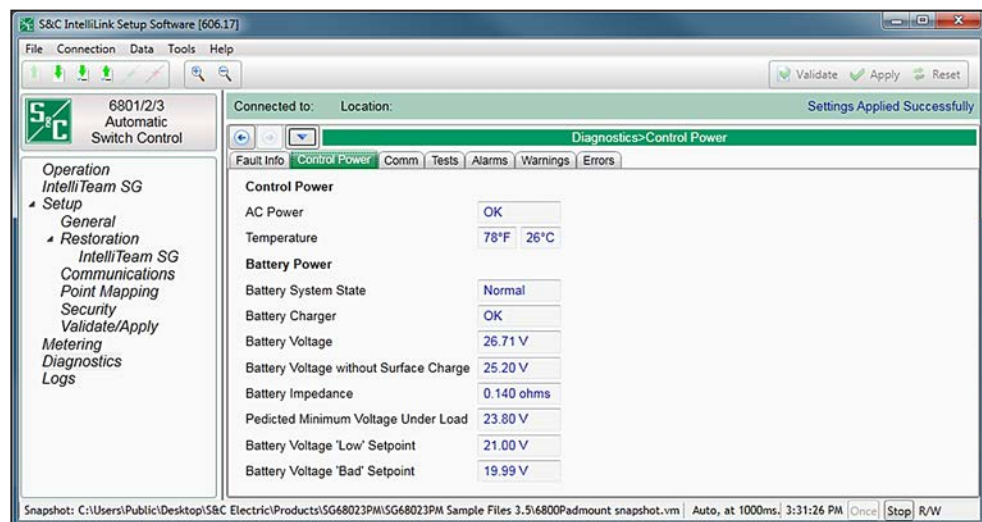 S&C IntelliLink Setup Software [606.17]
File Connection Data Tools Help
Validate Apply Reset
S&C
6801/2/3
Automatic
Switch Control
Connected to: Location: Settings Applied Successfully
Diagnostics>Control Power
Fault Info Control Power Comm Tests Alarms Warnings Errors
Operation
IntelliTeam SG
Setup
General
Restoration
IntelliTeam SG
Communications
Point Mapping
Security
Validate/Apply
Metering
Diagnostics
Logs
Control Power
AC Power OK
Temperature 78°F 26°C
Battery Power
Battery System State Normal
Battery Charger OK
Battery Voltage 26.71 V
Battery Voltage without Surface Charge 25.20 V
Battery Impedance 0.140 ohms
Pedicted Minimum Voltage Under Load 23.80 V
Battery Voltage 'Low' Setpoint 21.00 V
Battery Voltage 'Bad' Setpoint 19.99 V
Snapshot: C:\Users\Public\Desktop\S&C Electric\Products\SG68023PM\SG68023PM Sample Files 3.5\6800Padmount snapshot.vm Auto, at 1000ms. 3:31:26 PM Once Stop R/W